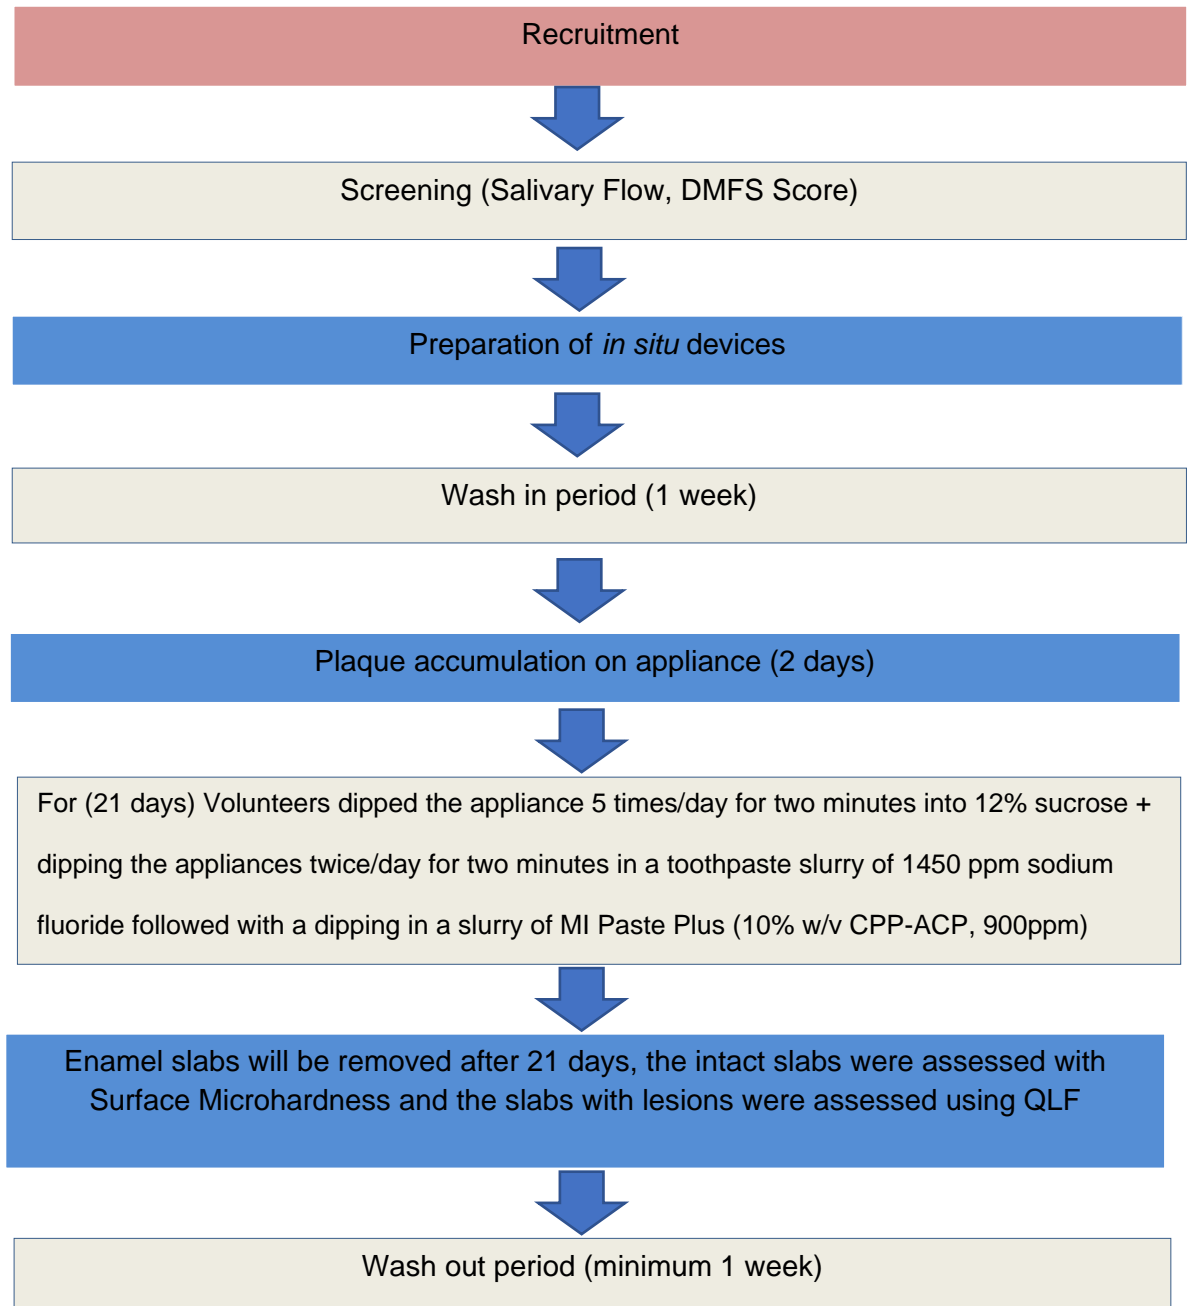 Recruitment
Screening (Salivary Flow, DMFS Score)
Preparation of in situ devices
Wash in period (1 week)
Plaque accumulation on appliance (2 days)
For (21 days) Volunteers dipped the appliance 5 times/day for two minutes into 12% sucrose +
dipping the appliances twice/day for two minutes in a toothpaste slurry of 1450 ppm sodium
fluoride followed with a dipping in a slurry of MI Paste Plus (10% w/v CPP-ACP, 900ppm)
Enamel slabs will be removed after 21 days, the intact slabs were assessed with
Surface Microhardness and the slabs with lesions were assessed using QLF
Wash out period (minimum 1 week)